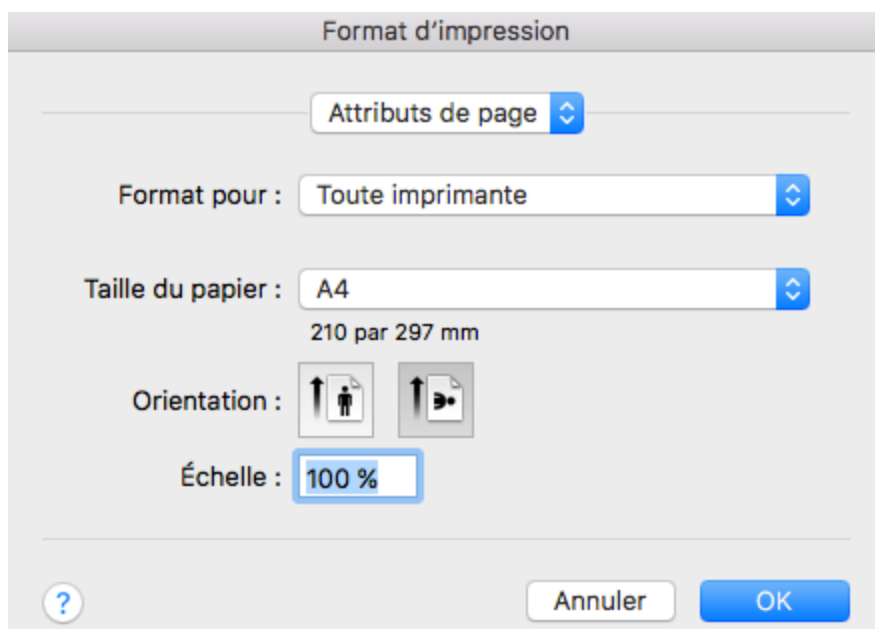 Format d’impression
Attributs de page
Format pour : Toute imprimante
Taille du papier : A4
210 par 297 mm
Orientation :
Échelle : 100 %
? Annuler OK